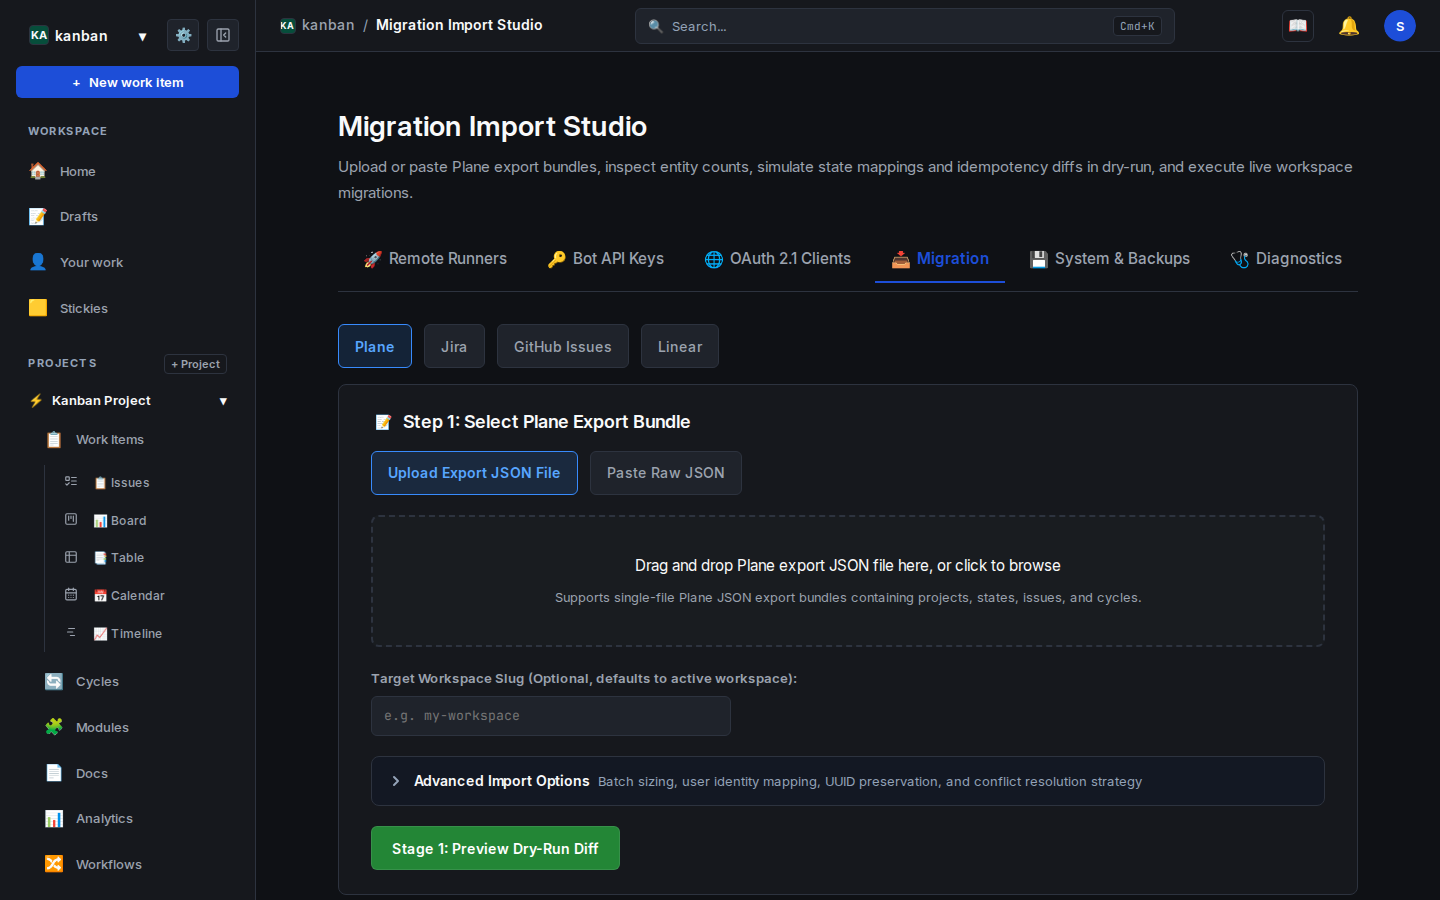 KA kanban ▾
+ New work item
WORKSPACE
Home
Drafts
Your work
Stickies
PROJECTS + Project
Kanban Project ▾
Work Items
Issues
Board
Table
Calendar
Timeline
Cycles
Modules
Docs
Analytics
Workflows
KA kanban / Migration Import Studio
Search... Cmd+K
S
Migration Import Studio
Upload or paste Plane export bundles, inspect entity counts, simulate state mappings and idempotency diffs in dry-run, and execute live workspace
migrations.
Remote Runners Bot API Keys OAuth 2.1 Clients Migration System & Backups Diagnostics
Plane Jira GitHub Issues Linear
Step 1: Select Plane Export Bundle
Upload Export JSON File Paste Raw JSON
Drag and drop Plane export JSON file here, or click to browse
Supports single-file Plane JSON export bundles containing projects, states, issues, and cycles.
Target Workspace Slug (Optional, defaults to active workspace):
e.g. my-workspace
Advanced Import Options Batch sizing, user identity mapping, UUID preservation, and conflict resolution strategy
Stage 1: Preview Dry-Run Diff